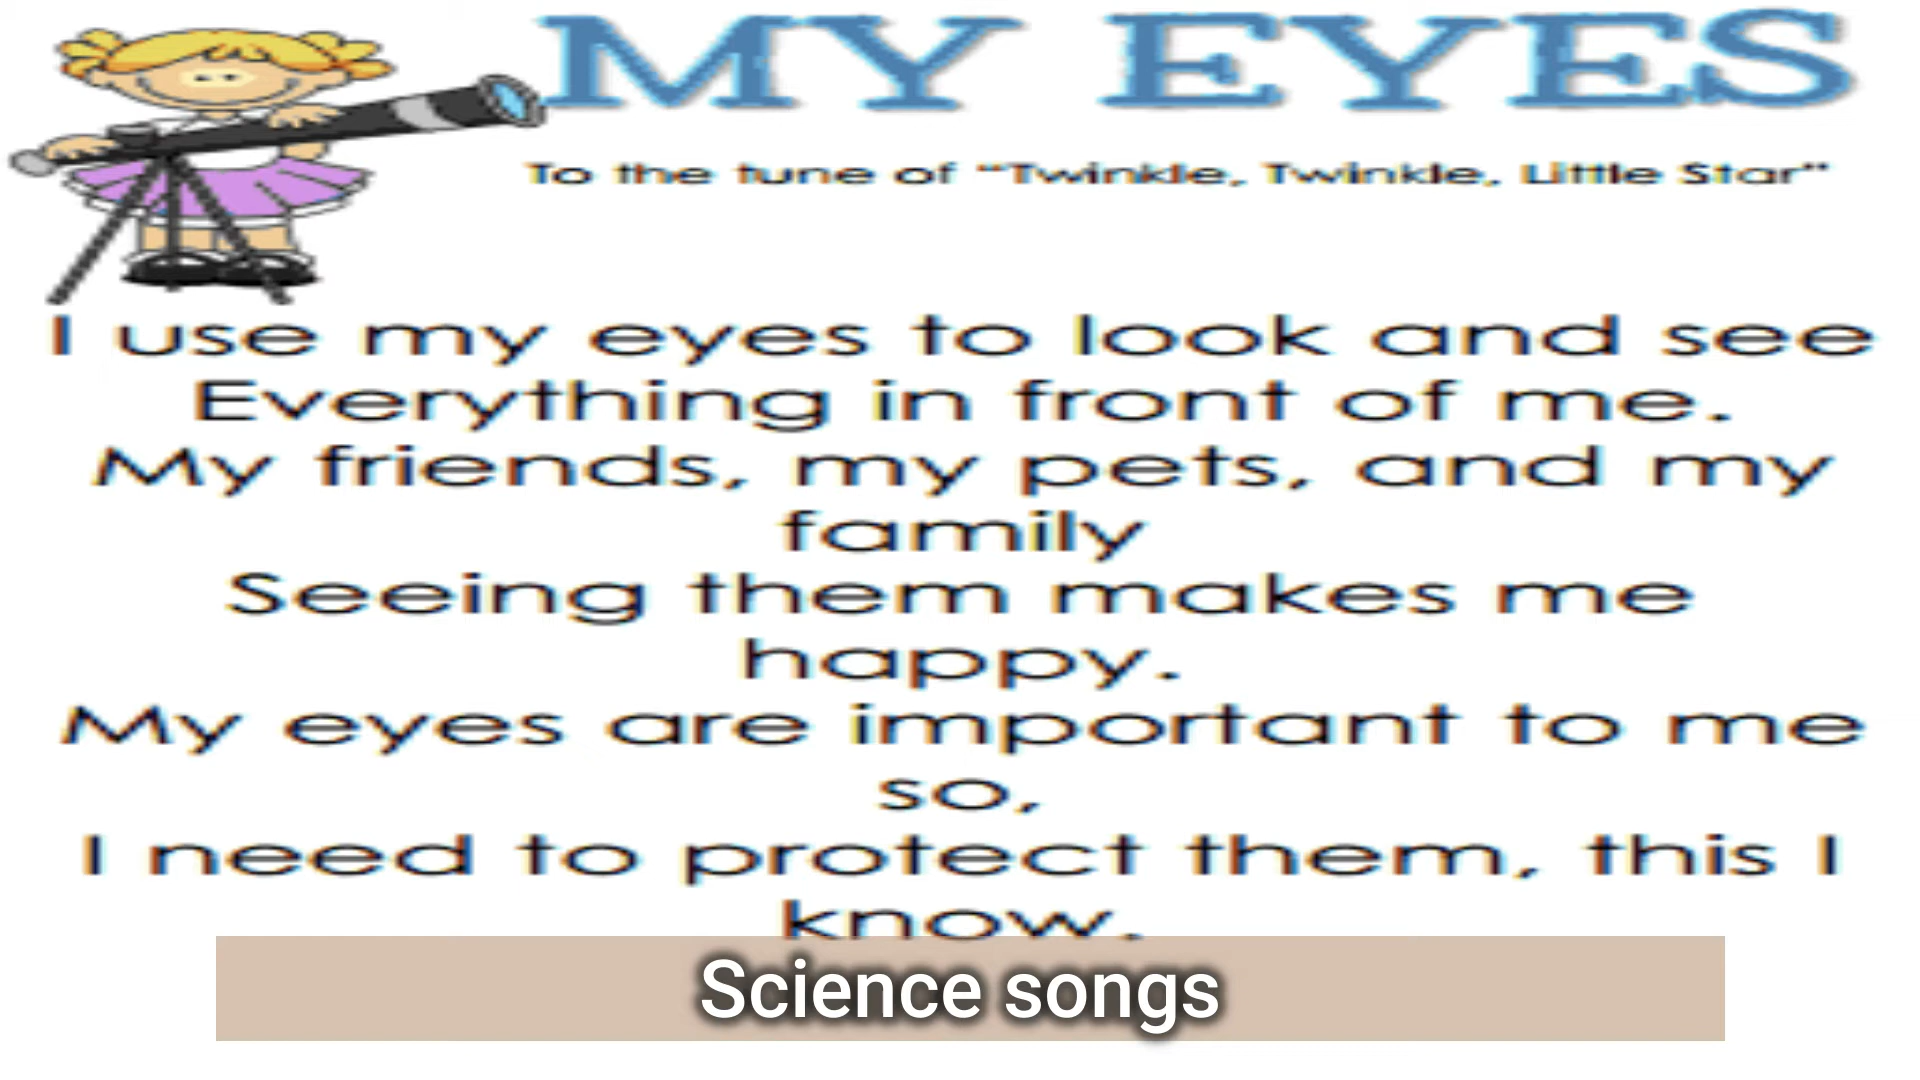 MY EYES
To the tune of "Twinkle, Twinkle, Little Star"
I use my eyes to look and see
Everything in front of me.
My friends, my pets, and my
family
Seeing them makes me
happy.
My eyes are important to me
so,
I need to protect them, this I
know.
Science songs